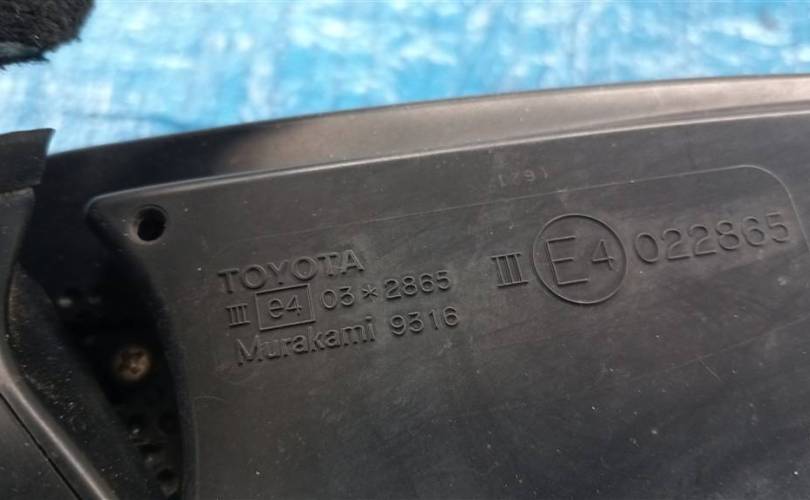 TOYOTA
III e4 03*2865
Murakami 9316
III E4 022865